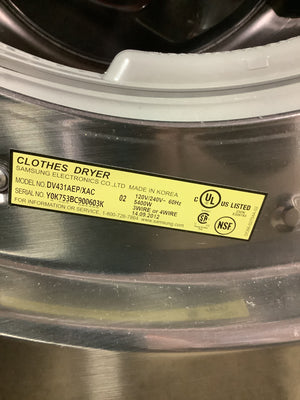 CLOTHES DRYER
SAMSUNG ELECTRONICS CO.,LTD MADE IN KOREA
MODEL NO. DV431AEP/XAC 02 120V/240V~ 60Hz
SERIAL NO. Y0K753BC900603K 5400W
3WIRE or 4WIRE
FOR INFORMATION OR SERVICE, 1-800-726-7864 14.09.2012 www.samsung.com
c UL US LISTED
SA
NSF